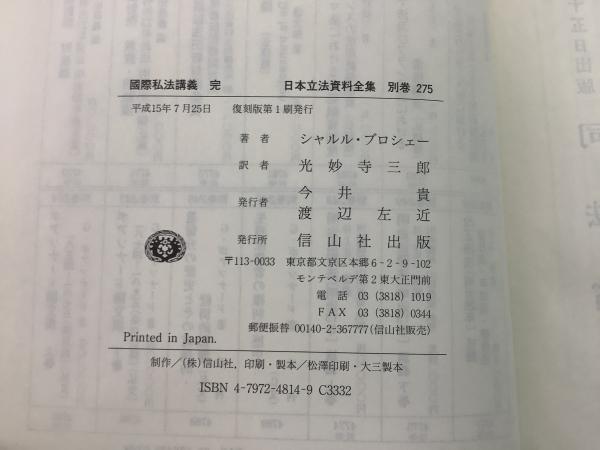 國際私法講義 完 日本立法資料全集 別巻 275
平成15年7月25日 復刻版第1刷発行
著者 シャルル・ブロシェー
訳者 光妙寺三郎
発行者 今井貴
渡辺左近
発行所 信山社出版
〒113-0033 東京都文京区本郷6-2-9-102
モンテベルデ第2東大正門前
電話 03 (3818) 1019
FAX 03 (3818) 0344
郵便振替 00140-2-367777 (信山社販売)
Printed in Japan.
制作/(株)信山社, 印刷・製本/松澤印刷・大三製本
ISBN 4-7972-4814-9 C3332
五日出版
司法